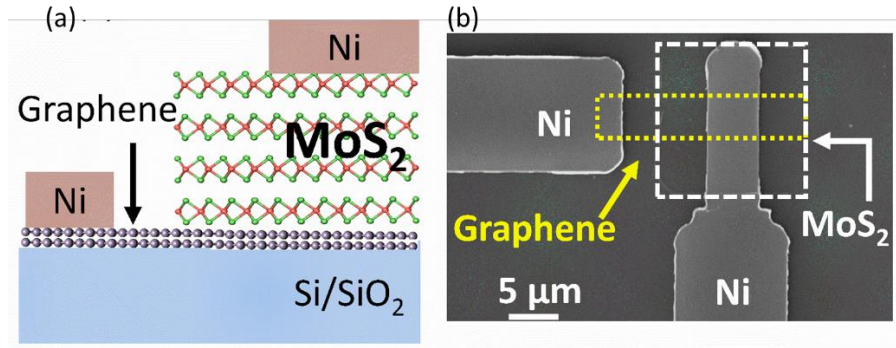 (a)
Ni
Graphene
MoS₂
Ni
Si/SiO₂
(b)
Ni
Graphene
MoS₂
5 μm
Ni